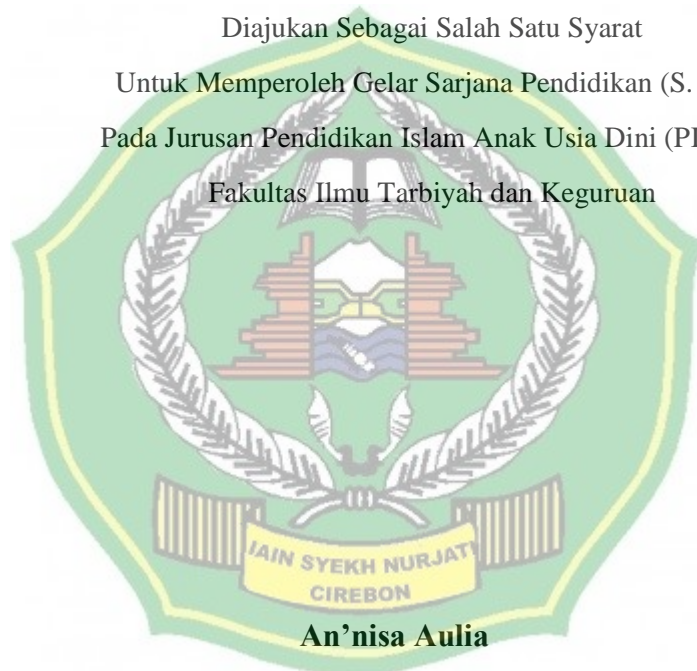 Diajukan Sebagai Salah Satu Syarat
Untuk Memperoleh Gelar Sarjana Pendidikan (S.
Pada Jurusan Pendidikan Islam Anak Usia Dini (PI
Fakultas Ilmu Tarbiyah dan Keguruan
IAIN SYEKH NURJATI
CIREBON
An'nisa Aulia